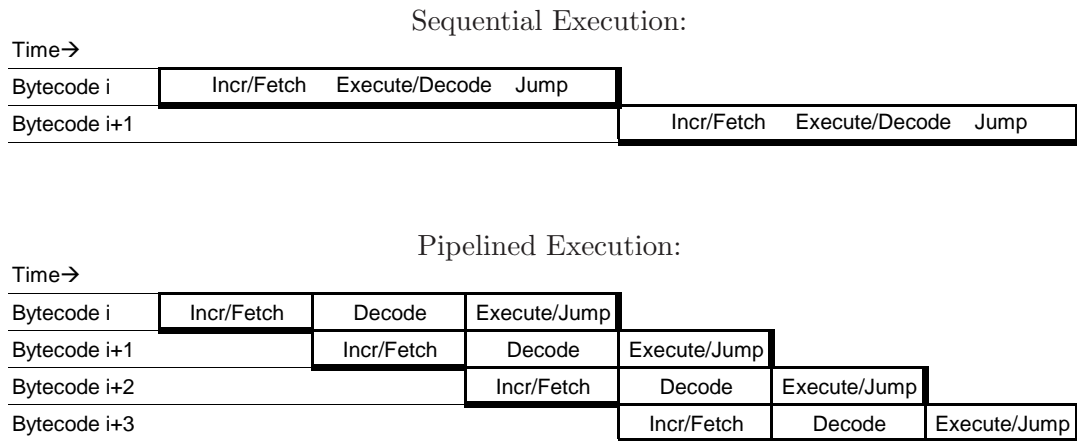 Sequential Execution:
Time→
Bytecode i Incr/Fetch Execute/Decode Jump
Bytecode i+1 Incr/Fetch Execute/Decode Jump
Pipelined Execution:
Time→
Bytecode i Incr/Fetch Decode Execute/Jump
Bytecode i+1 Incr/Fetch Decode Execute/Jump
Bytecode i+2 Incr/Fetch Decode Execute/Jump
Bytecode i+3 Incr/Fetch Decode Execute/Jump